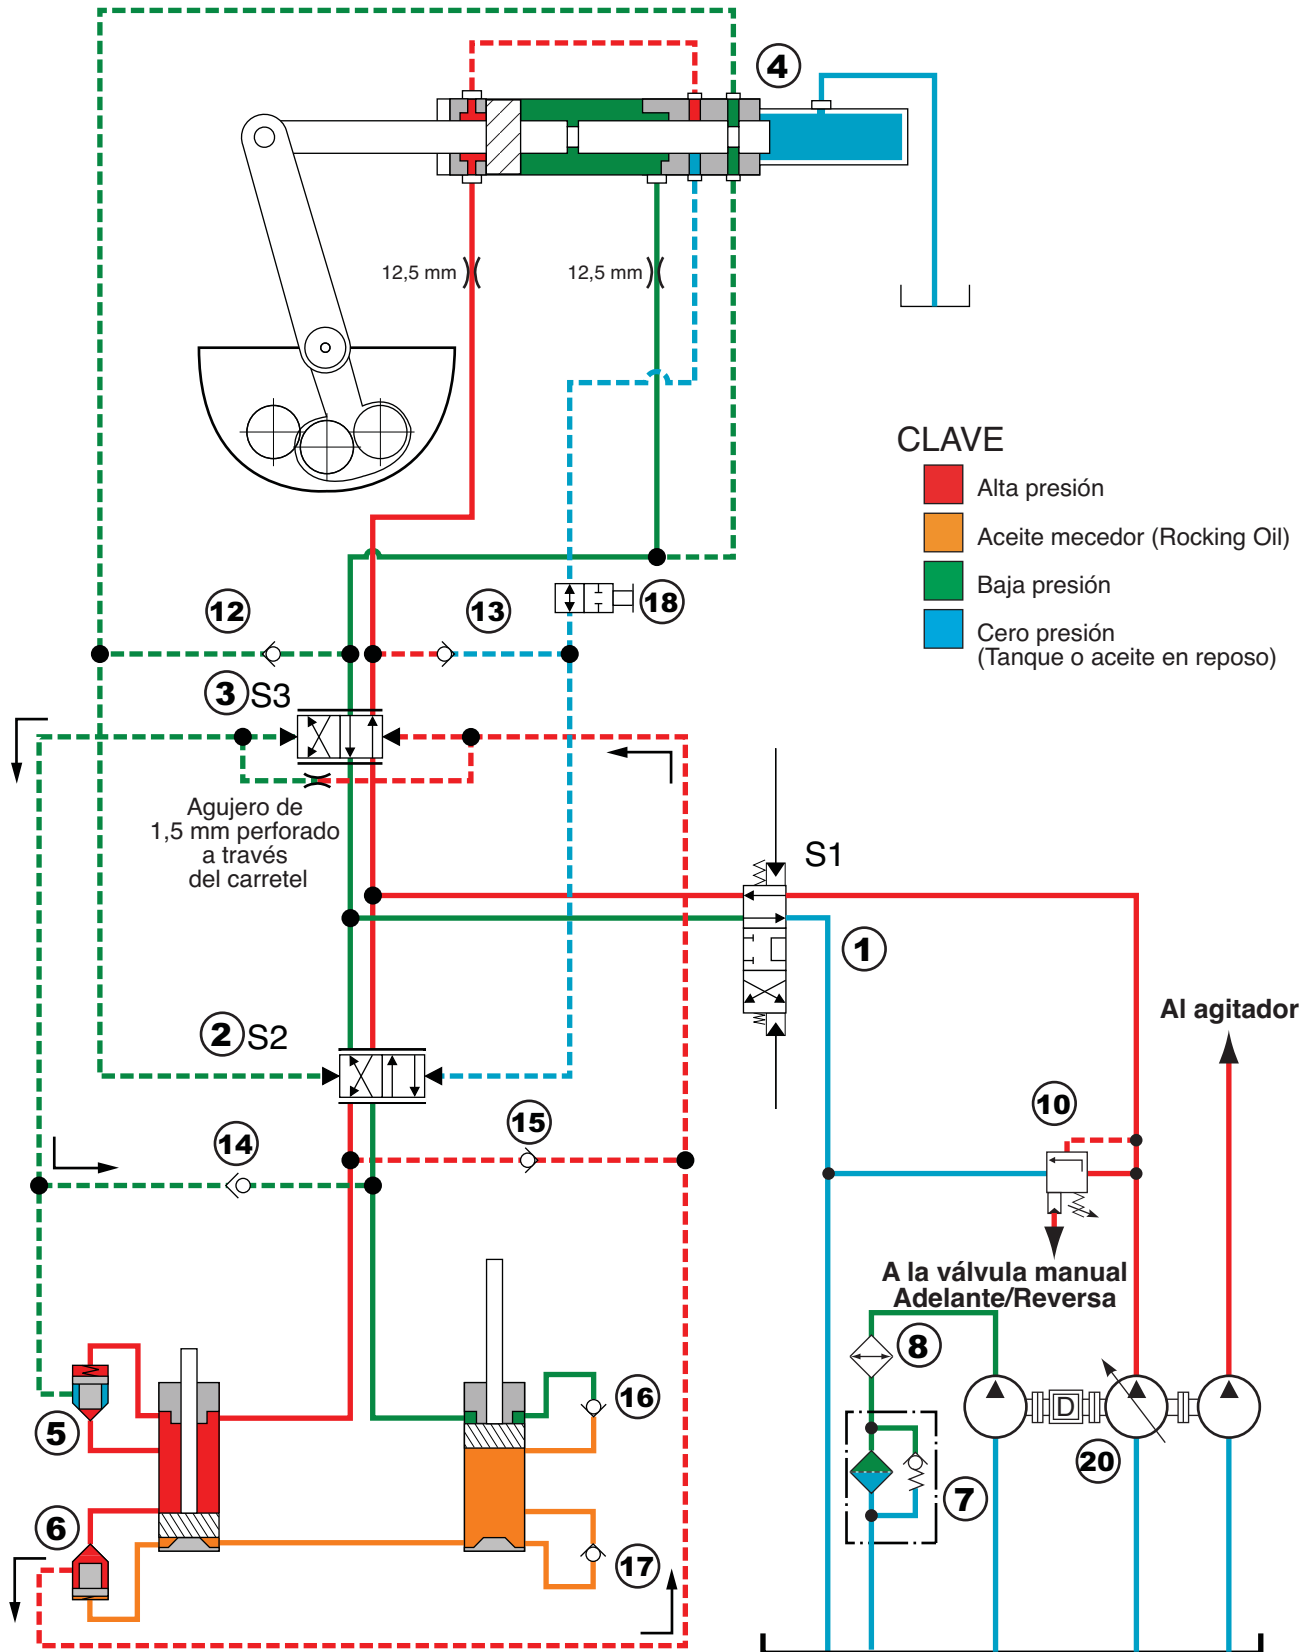 4
12,5 mm
12,5 mm
CLAVE
Alta presión
Aceite mecedor (Rocking Oil)
Baja presión
Cero presión
(Tanque o aceite en reposo)
12
13
18
3 S3
Agujero de
1,5 mm perforado
a través
del carretel
S1
1
2 S2
Al agitador
10
14
15
A la válvula manual
Adelante/Reversa
8
16
5
D
20
7
6
17